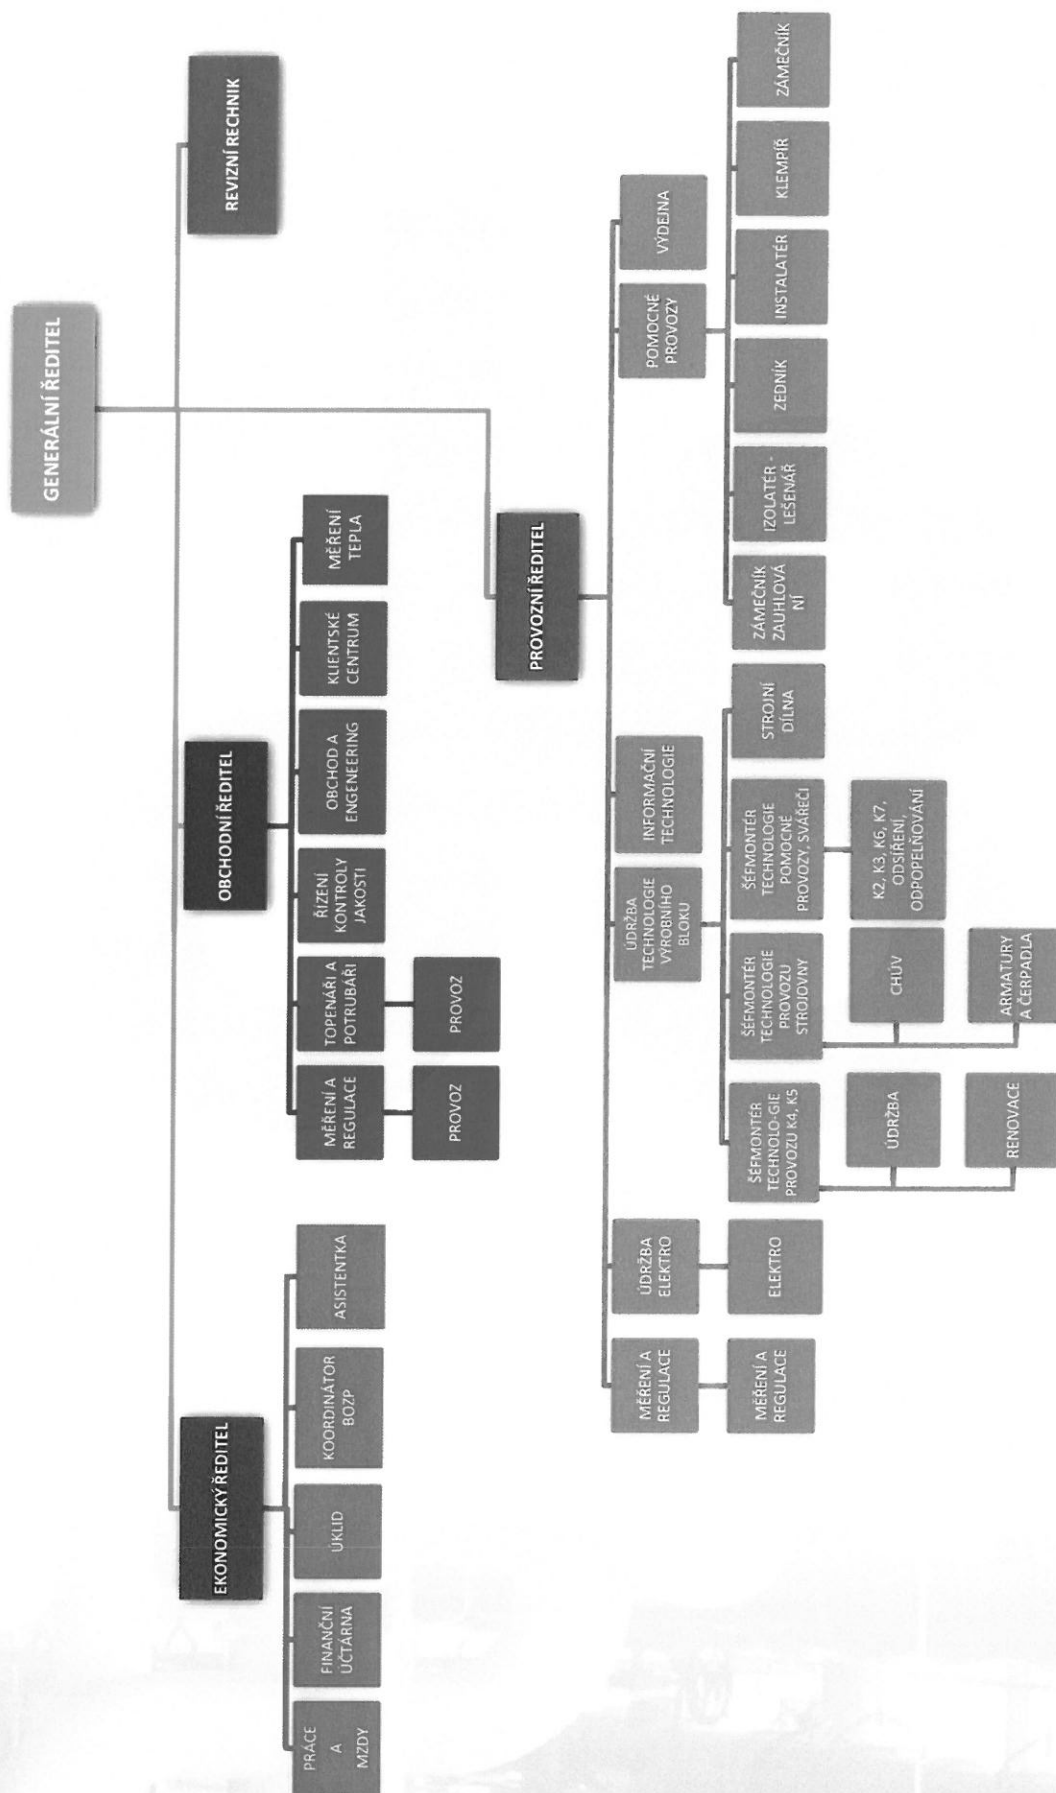 GENERÁLNÍ ŘEDITEL
EKONOMICKÝ ŘEDITEL
OBCHODNÍ ŘEDITEL
REVIZNÍ RECHNIK
PRÁCE
A
MZDY
FINANČNÍ
UČTÁRNA
ÚKLID
KOORDINÁTOR
BOZP
ASISTENTKA
MĚŘENÍ A
REGULACE
TOPENÁŘI A
POTRUBÁŘI
ŘÍZENÍ
KONTROLY
JAKOSTI
OBCHOD A
ENGENEERING
KLIENTSKÉ
CENTRUM
MĚŘENÍ
TEPLA
PROVOZ
PROVOZ
PROVOZNÍ ŘEDITEL
MĚŘENÍ A
REGULACE
ÚDRŽBA
ELEKTRO
ÚDRŽBA
TECHNOLOGIE
VÝROBNÍHO
BLOKU
INFORMAČNÍ
TECHNOLOGIE
POMOCNÉ
PROVOZY
VÝDEJNA
MĚŘENÍ A
REGULACE
ELEKTRO
ŠÉFMONTÉR
TECHNOLO-GIE
PROVOZU K4, K5
ŠÉFMONTÉR
TECHNOLOGIE
PROVOZU
STROJOVNY
ŠÉFMONTÉR
TECHNOLOGIE
POMOCNÉ
PROVOZY, SVÁŘEČI
STROJNÍ
DÍLNA
ZÁMEČNÍK
ZAUHLOVÁ
NÍ
IZOLATÉR -
LEŠENÁŘ
ZEDNÍK
INSTALATÉR
KLEMPÍŘ
ZÁMEČNÍK
ÚDRŽBA
CHÚV
K2, K3, K6, K7,
ODSÍŘENÍ,
ODPOPELŇOVÁNÍ
RENOVACE
ARMATURY
A ČERPADLA